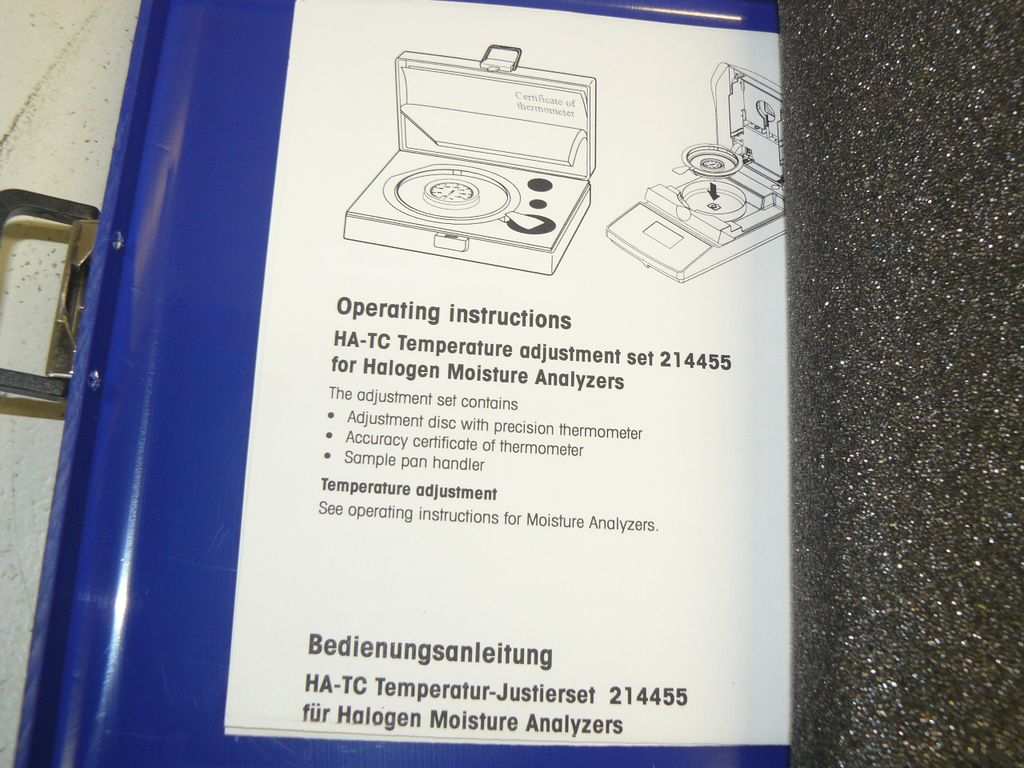 Certificate of
thermometer
Operating instructions
HA-TC Temperature adjustment set 214455
for Halogen Moisture Analyzers
The adjustment set contains
• Adjustment disc with precision thermometer
• Accuracy certificate of thermometer
• Sample pan handler
Temperature adjustment
See operating instructions for Moisture Analyzers.
Bedienungsanleitung
HA-TC Temperatur-Justierset 214455
für Halogen Moisture Analyzers